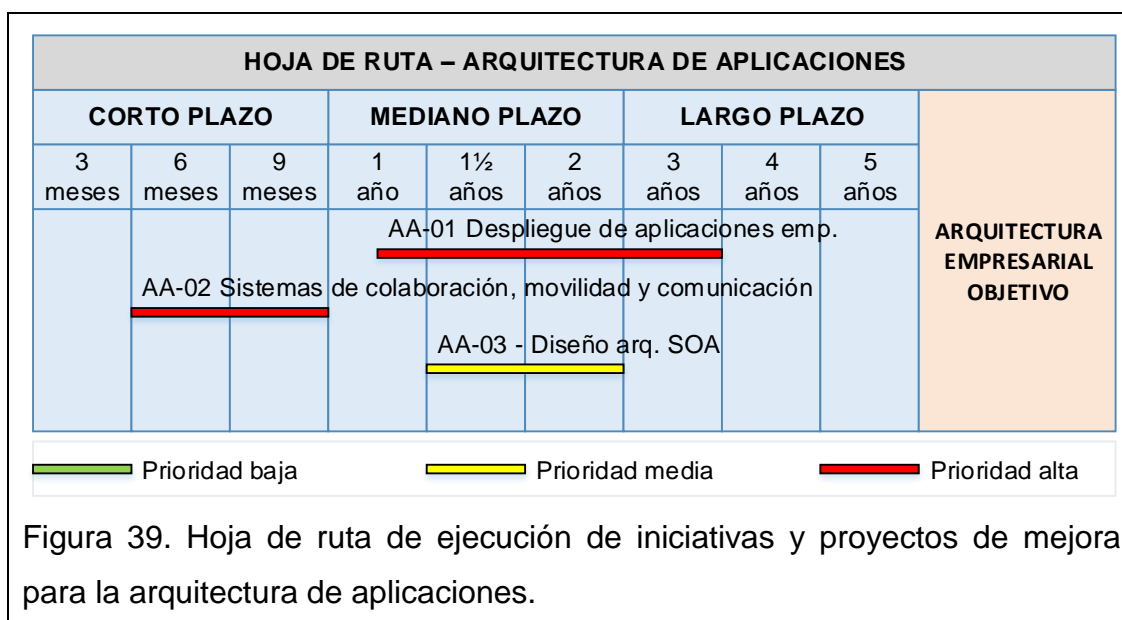 HOJA DE RUTA – ARQUITECTURA DE APLICACIONES
CORTO PLAZO MEDIANO PLAZO LARGO PLAZO
3 6 9 1 1½ 2 3 4 5
meses meses meses año años años años años años
AA-01 Despliegue de aplicaciones emp.
AA-02 Sistemas de colaboración, movilidad y comunicación
AA-03 - Diseño arq. SOA
ARQUITECTURA
EMPRESARIAL
OBJETIVO
Prioridad baja Prioridad media Prioridad alta
Figura 39. Hoja de ruta de ejecución de iniciativas y proyectos de mejora
para la arquitectura de aplicaciones.